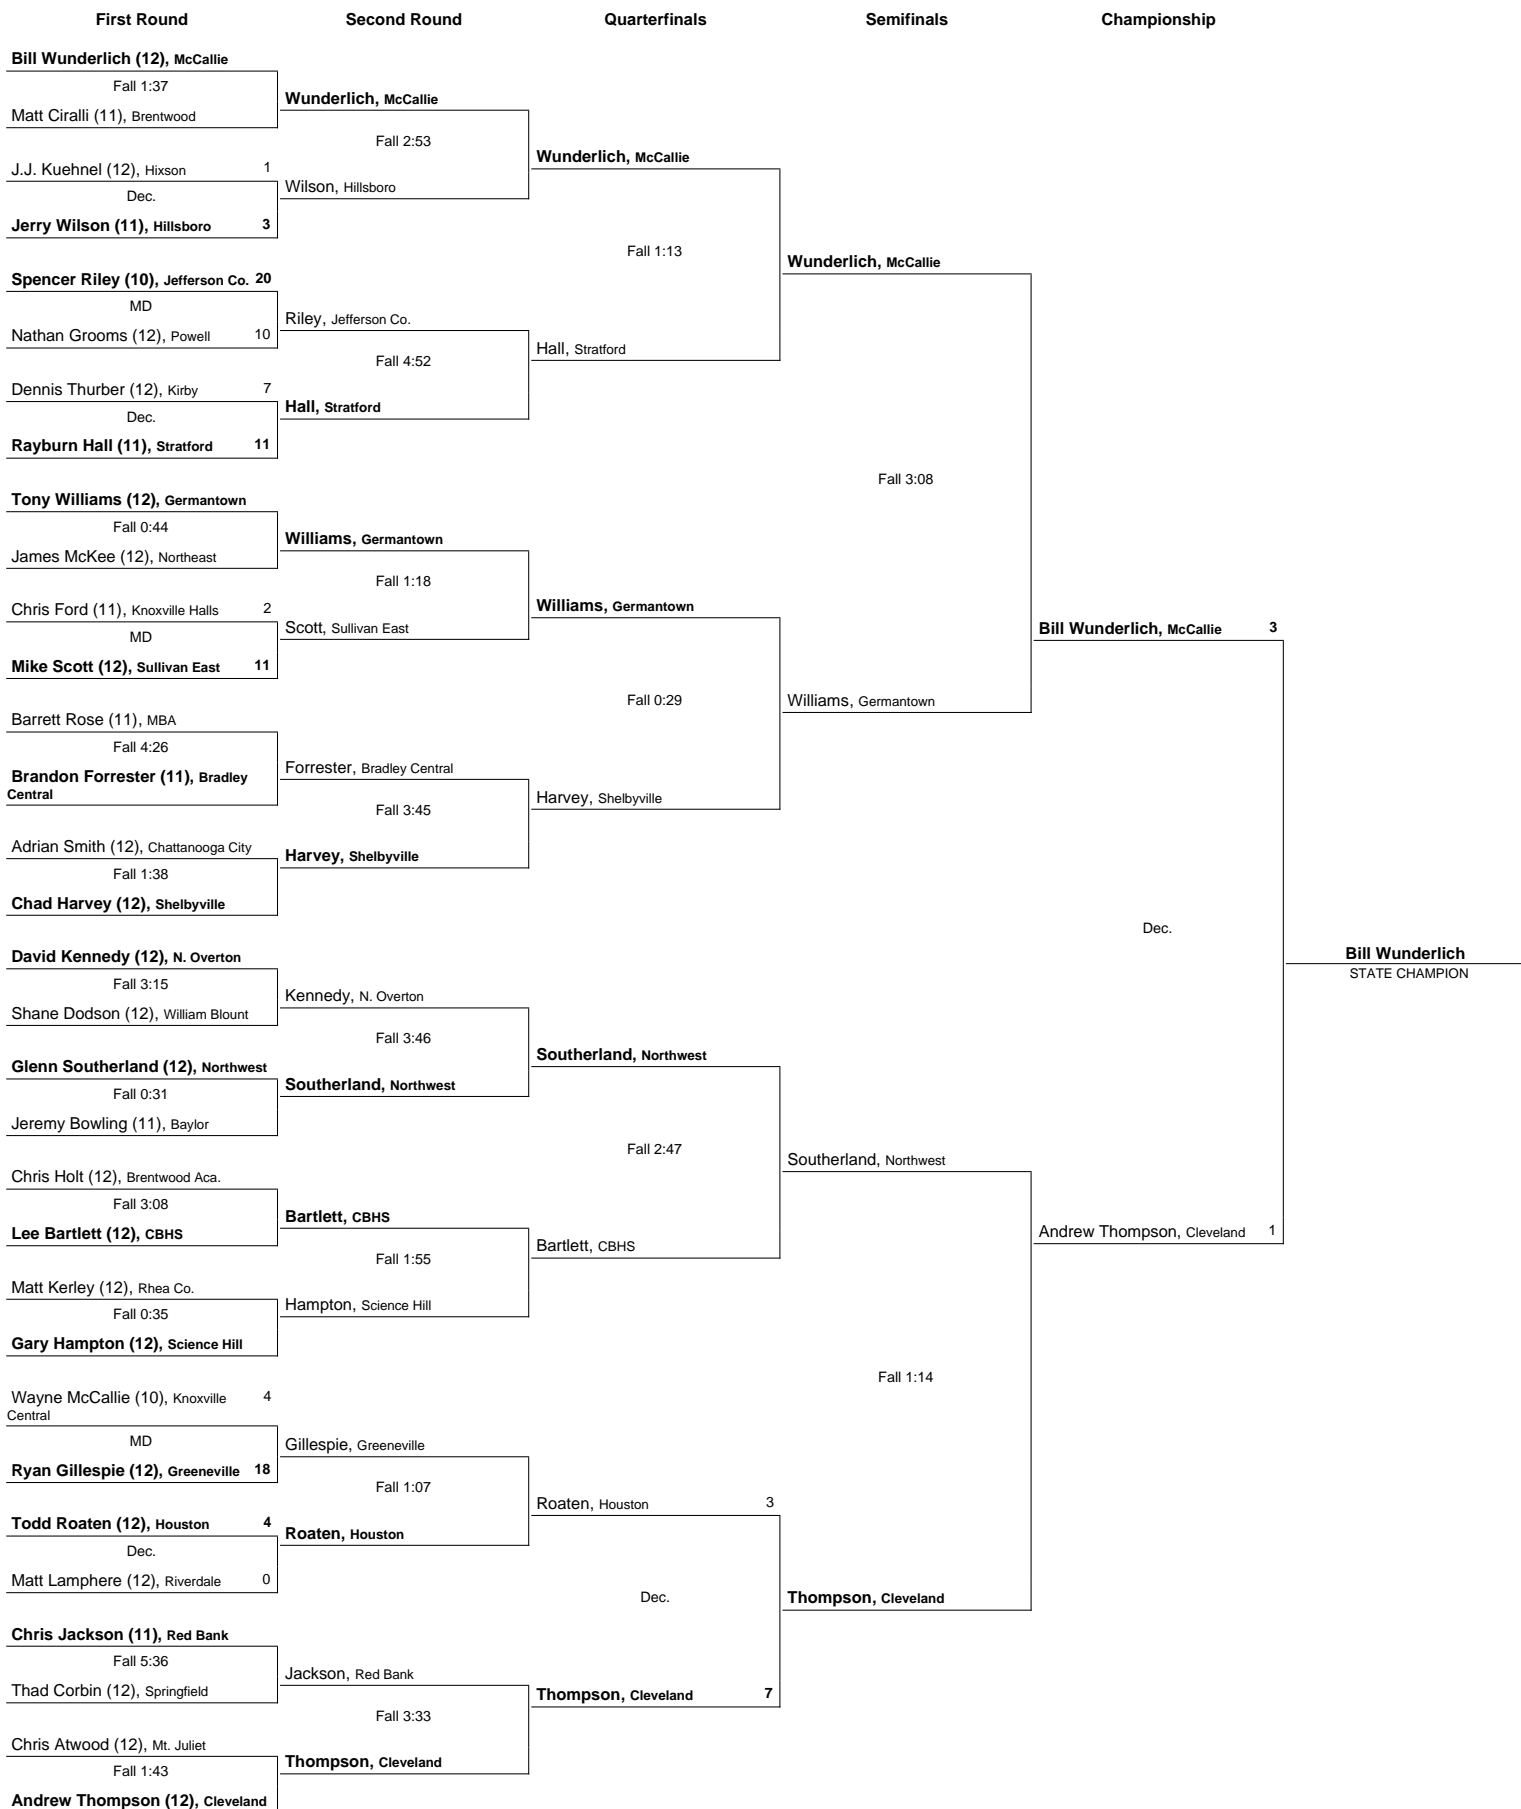 First Round
Second Round
Quarterfinals
Semifinals
Championship
Bill Wunderlich (12), McCallie
Fall 1:37
Matt Ciralli (11), Brentwood
J.J. Kuehnel (12), Hixson 1
Dec.
Jerry Wilson (11), Hillsboro 3
Spencer Riley (10), Jefferson Co. 20
MD
Nathan Grooms (12), Powell 10
Dennis Thurber (12), Kirby 7
Dec.
Rayburn Hall (11), Stratford 11
Tony Williams (12), Germantown
Fall 0:44
James McKee (12), Northeast
Chris Ford (11), Knoxville Halls 2
MD
Mike Scott (12), Sullivan East 11
Barrett Rose (11), MBA
Fall 4:26
Brandon Forrester (11), Bradley
Central
Adrian Smith (12), Chattanooga City
Fall 1:38
Chad Harvey (12), Shelbyville
David Kennedy (12), N. Overton
Fall 3:15
Shane Dodson (12), William Blount
Glenn Southerland (12), Northwest
Fall 0:31
Jeremy Bowling (11), Baylor
Chris Holt (12), Brentwood Aca.
Fall 3:08
Lee Bartlett (12), CBHS
Matt Kerley (12), Rhea Co.
Fall 0:35
Gary Hampton (12), Science Hill
Wayne McCallie (10), Knoxville 4
Central
MD
Ryan Gillespie (12), Greeneville 18
Todd Roaten (12), Houston 4
Dec.
Matt Lamphere (12), Riverdale 0
Chris Jackson (11), Red Bank
Fall 5:36
Thad Corbin (12), Springfield
Chris Atwood (12), Mt. Juliet
Fall 1:43
Andrew Thompson (12), Cleveland
Wunderlich, McCallie
Fall 2:53
Wilson, Hillsboro
Riley, Jefferson Co.
Fall 4:52
Hall, Stratford
Williams, Germantown
Fall 1:18
Scott, Sullivan East
Forrester, Bradley Central
Fall 3:45
Harvey, Shelbyville
Kennedy, N. Overton
Fall 3:46
Southerland, Northwest
Bartlett, CBHS
Fall 1:55
Hampton, Science Hill
Gillespie, Greeneville
Fall 1:07
Roaten, Houston
Jackson, Red Bank
Fall 3:33
Thompson, Cleveland
Wunderlich, McCallie
Fall 1:13
Hall, Stratford
Williams, Germantown
Fall 0:29
Harvey, Shelbyville
Southerland, Northwest
Fall 2:47
Bartlett, CBHS
Roaten, Houston 3
Dec.
Thompson, Cleveland 7
Wunderlich, McCallie
Fall 3:08
Williams, Germantown
Southerland, Northwest
Fall 1:14
Thompson, Cleveland
Bill Wunderlich, McCallie 3
Dec.
Andrew Thompson, Cleveland 1
Bill Wunderlich
STATE CHAMPION